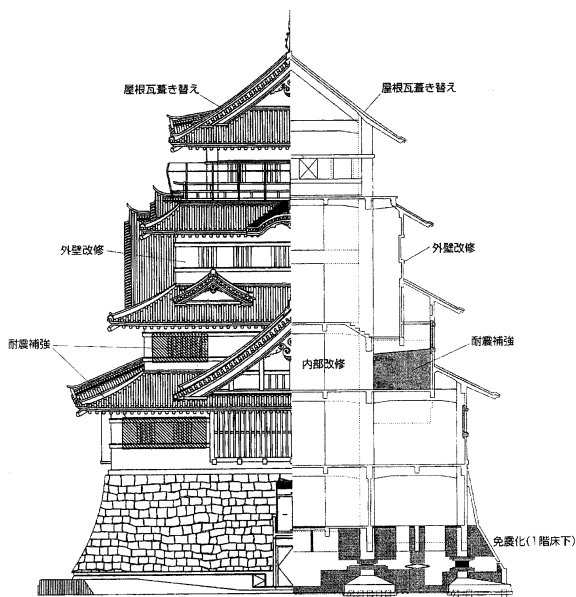 屋根瓦葺き替え
屋根瓦葺き替え
外壁改修
外壁改修
耐震補強
内部改修
耐震補強
免震化(1階床下)